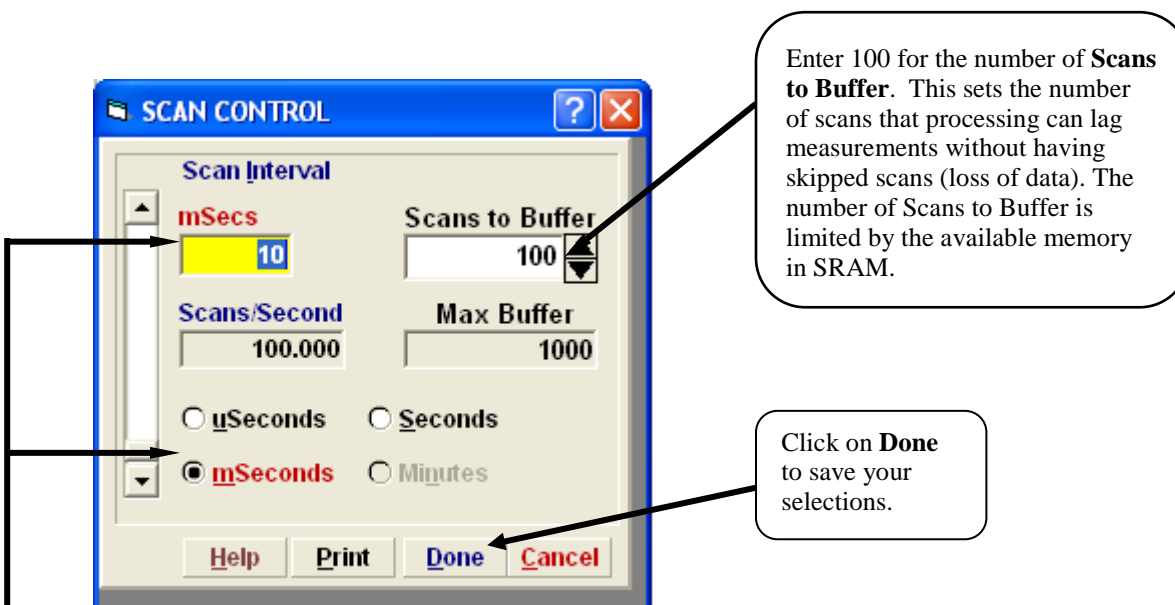 Enter 100 for the number of Scans
to Buffer. This sets the number
of scans that processing can lag
measurements without having
skipped scans (loss of data). The
number of Scans to Buffer is
limited by the available memory
in SRAM.
SCAN CONTROL
Scan Interval
mSecs
Scans to Buffer
10
100
Scans/Second
Max Buffer
100.000
1000
uSeconds
Seconds
mSeconds
Minutes
Help
Print
Done
Cancel
Click on Done
to save your
selections.